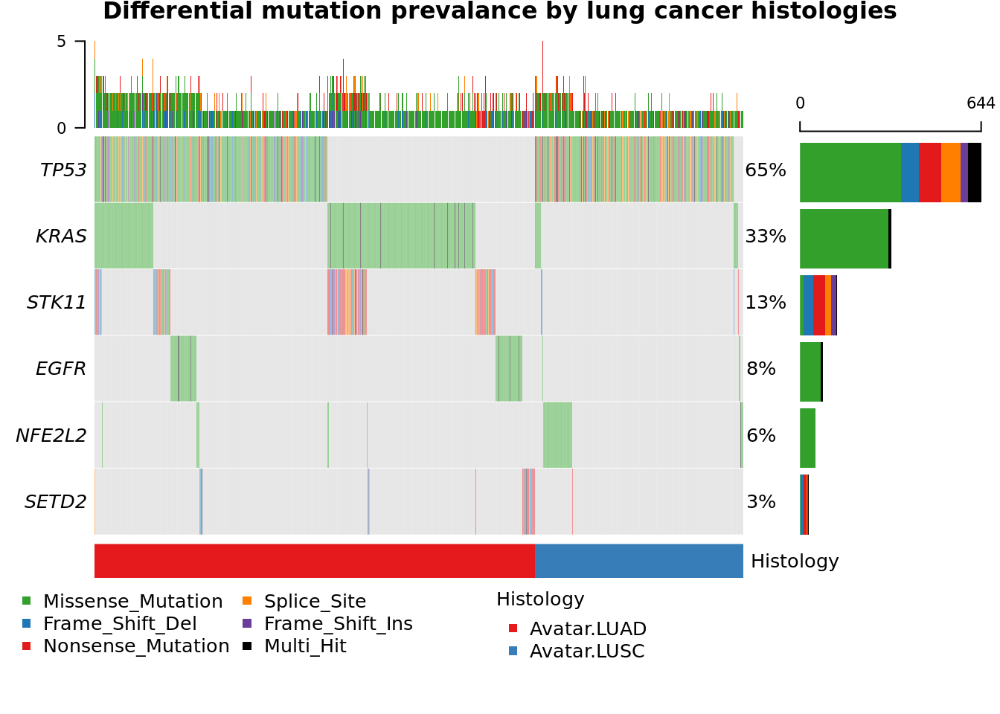 Differential mutation prevalance by lung cancer histologies
5
0
0 644
TP53 65%
KRAS 33%
STK11 13%
EGFR 8%
NFE2L2 6%
SETD2 3%
Histology
Missense_Mutation Splice_Site
Frame_Shift_Del Frame_Shift_Ins
Nonsense_Mutation Multi_Hit
Histology
Avatar.LUAD
Avatar.LUSC